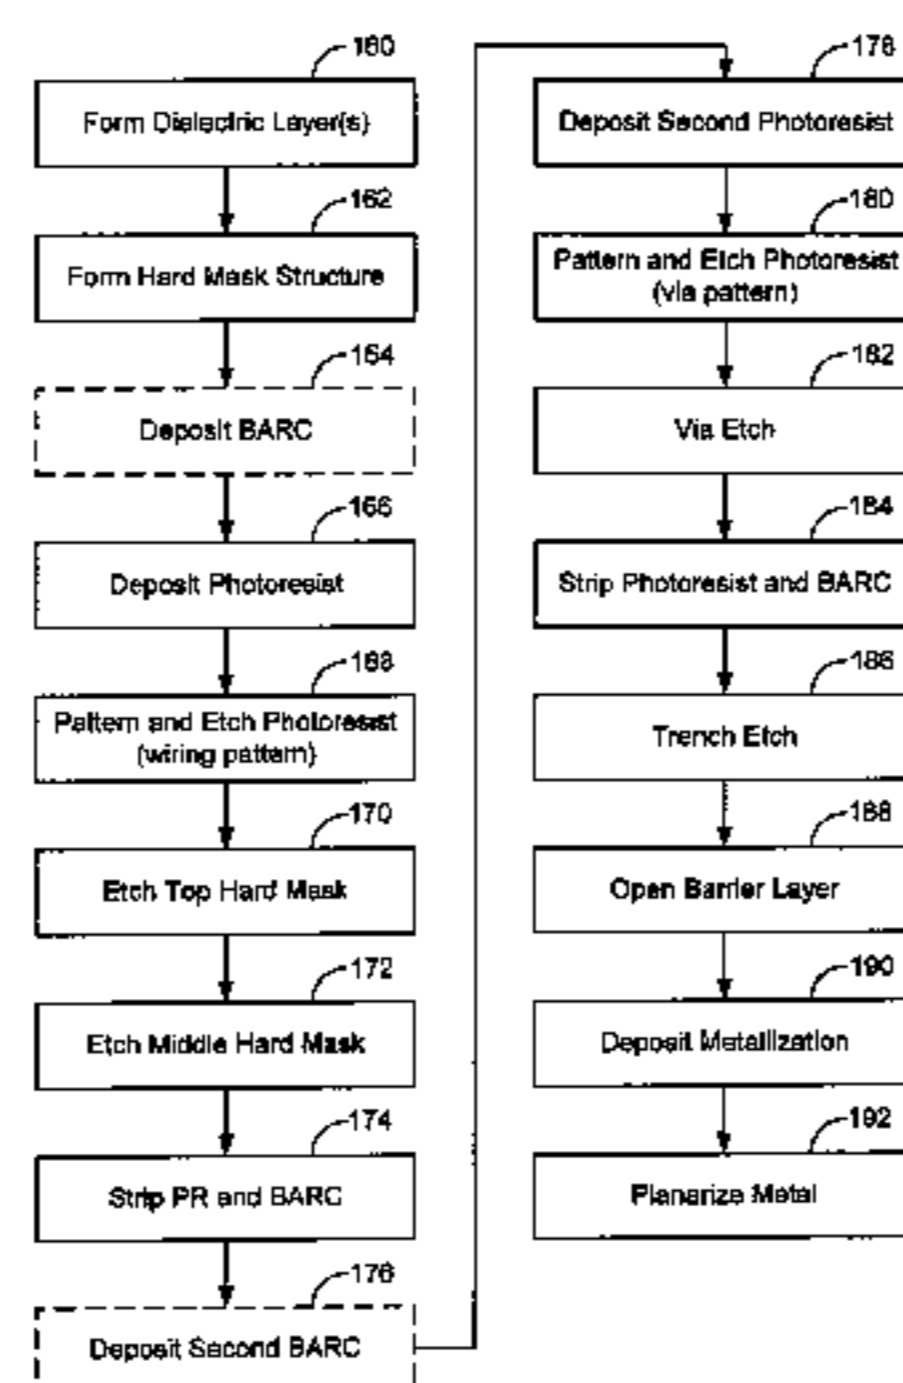 160
Form Dielectric Layer(s)
162
Form Hard Mask Structure
164
Deposit BARC
166
Deposit Photoresist
168
Pattern and Etch Photoresist
(wiring pattern)
170
Etch Top Hard Mask
172
Etch Middle Hard Mask
174
Strip PR and BARC
176
Deposit Second BARC
178
Deposit Second Photoresist
180
Pattern and Etch Photoresist
(via pattern)
182
Via Etch
184
Strip Photoresist and BARC
186
Trench Etch
188
Open Barrier Layer
190
Deposit Metallization
192
Planarize Metal